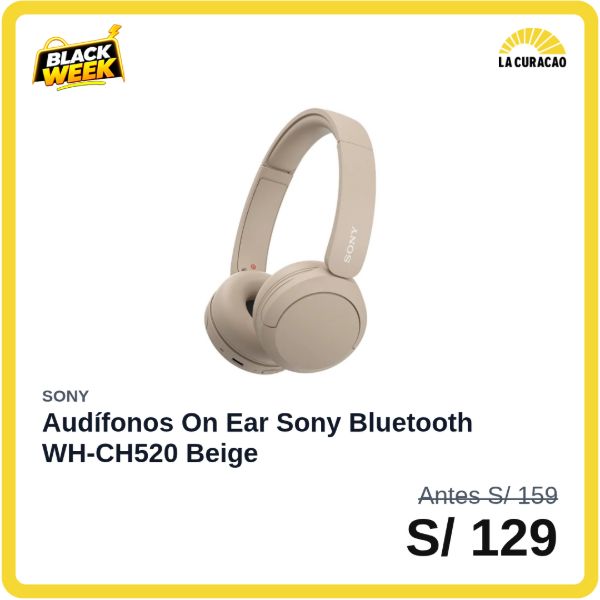 BLACK
WEEK
LA CURACAO
SONY
SONY
Audífonos On Ear Sony Bluetooth
WH-CH520 Beige
Antes S/ 159
S/ 129